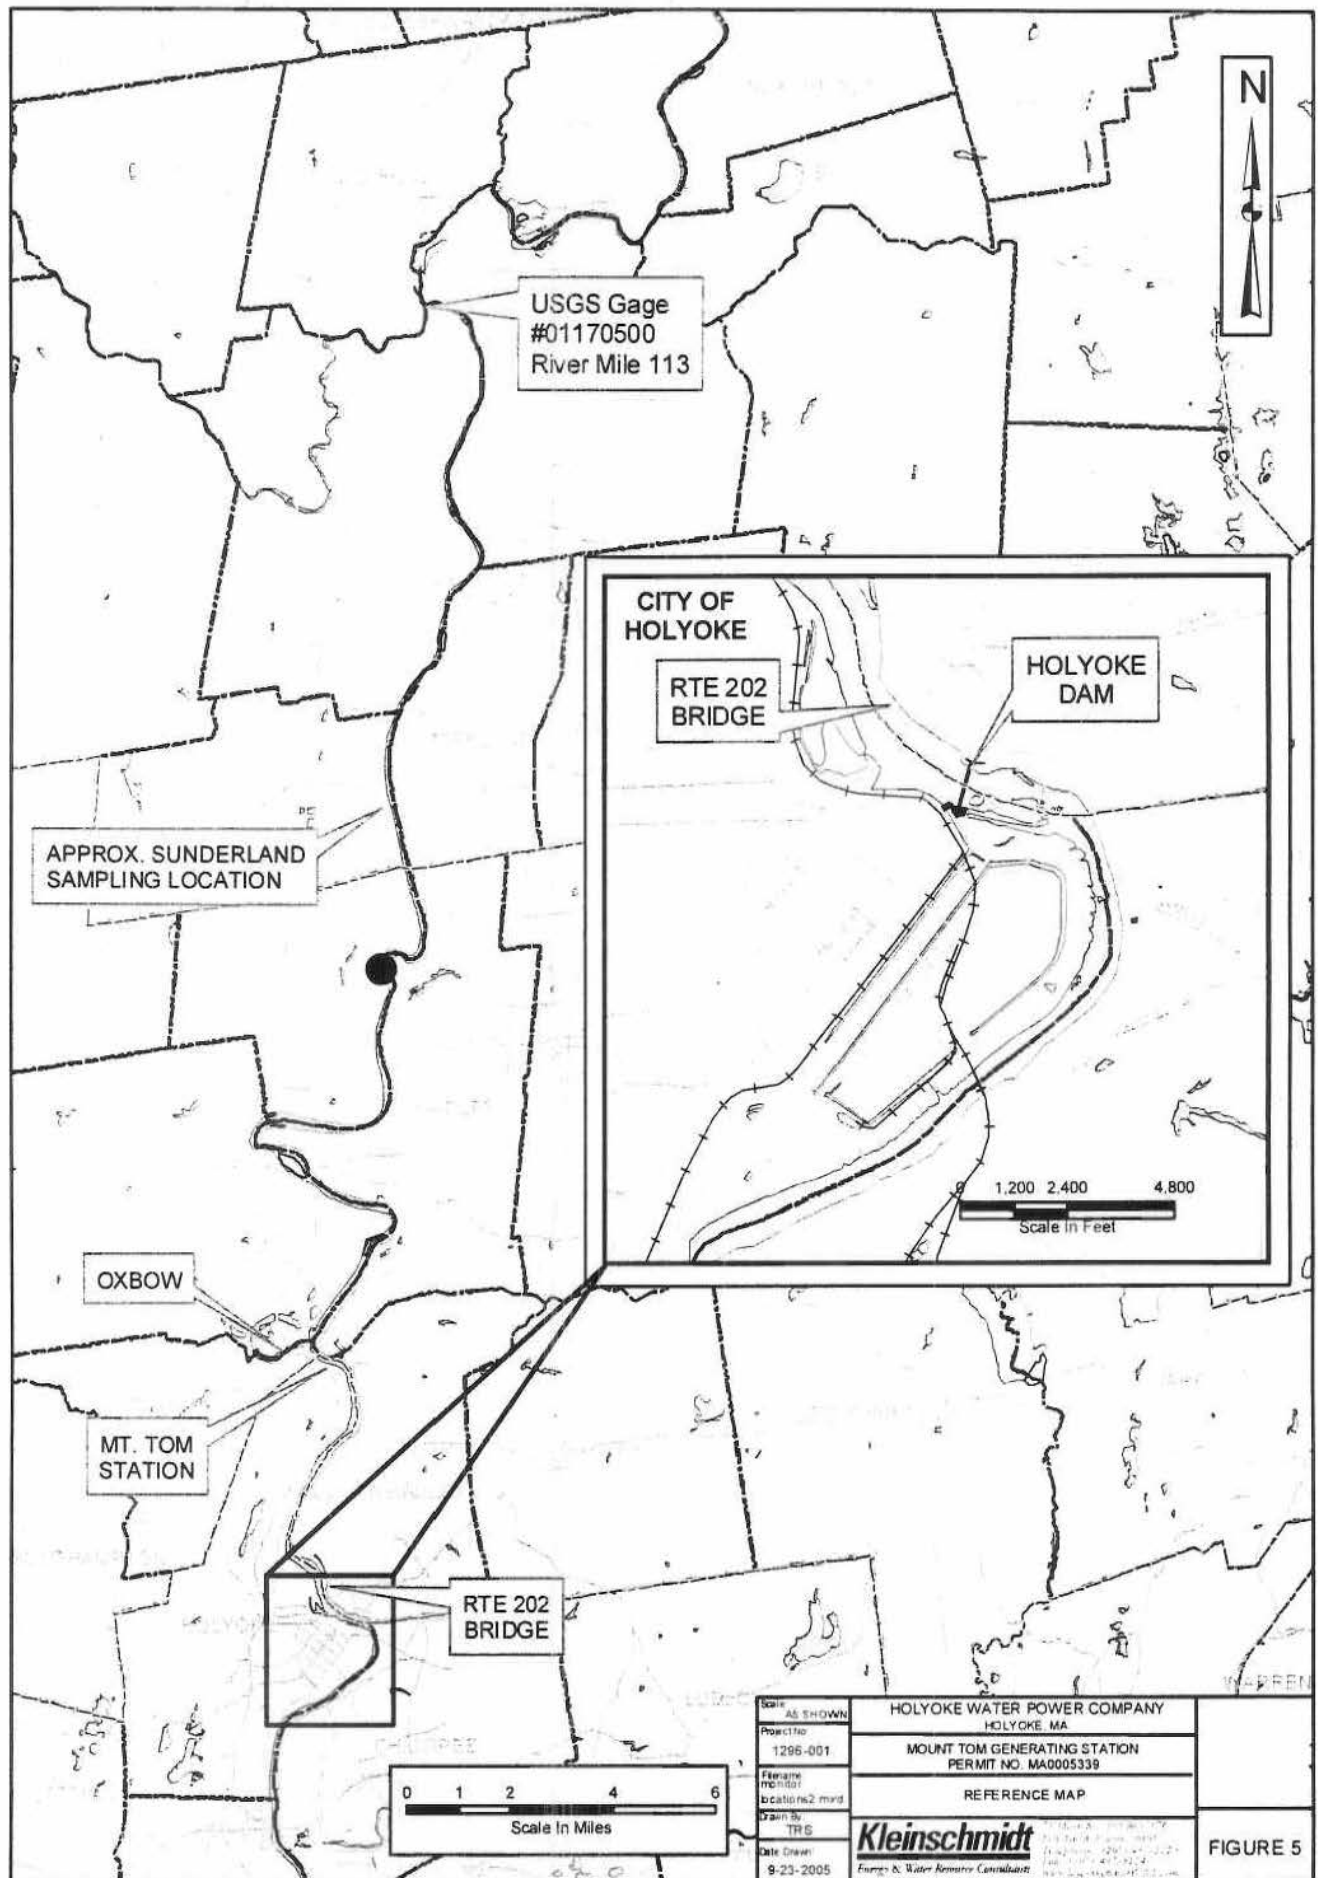 N
USGS Gage
#01170500
River Mile 113
CITY OF
HOLYOKE
RTE 202
BRIDGE
HOLYOKE
DAM
APPROX. SUNDERLAND
SAMPLING LOCATION
0 1,200 2,400 4,800
Scale In Feet
OXBOW
MT. TOM
STATION
RTE 202
BRIDGE
WARREN
0 1 2 4 6
Scale In Miles
Scale
AS SHOWN
Project No
1296-001
Filename
monitor
locations2 mxd
Drawn By:
TRS
Date Drawn:
9-23-2005
HOLYOKE WATER POWER COMPANY
HOLYOKE, MA
MOUNT TOM GENERATING STATION
PERMIT NO. MA0005339
REFERENCE MAP
Kleinschmidt
Energy & Water Resource Consultants
FIGURE 5